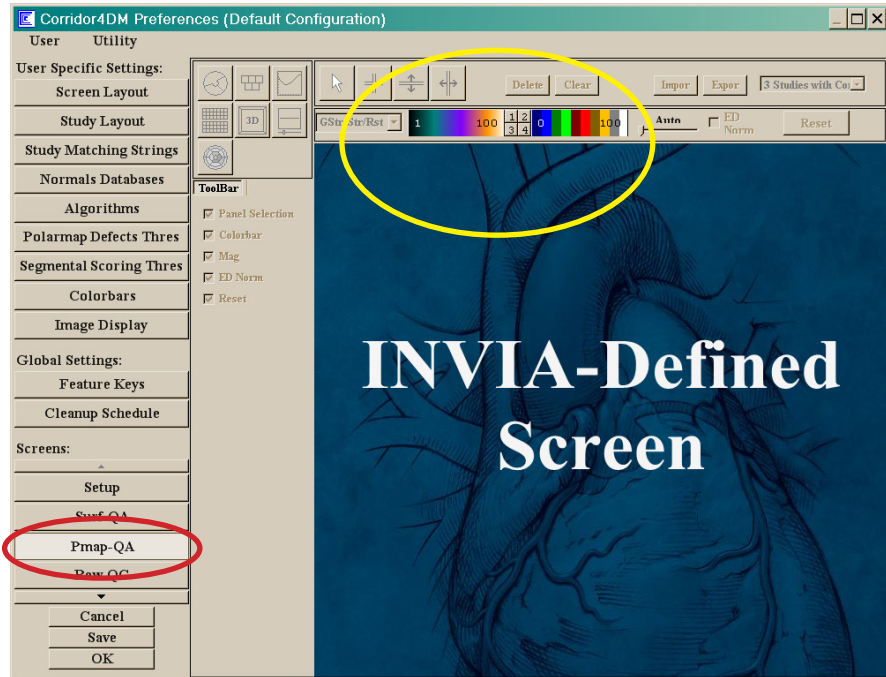 Corridor4DM Preferences (Default Configuration)
User Utility
User Specific Settings:
Screen Layout
Study Layout
Study Matching Strings
Normals Databases
Algorithms
Polarmap Defects Thres
Segmental Scoring Thres
Colorbars
Image Display
Global Settings:
Feature Keys
Cleanup Schedule
Screens:
Setup
Surf-QA
Pmap-QA
Raw-QC
Cancel
Save
OK
3D
ToolBar
Panel Selection
Colorbar
Mag
ED Norm
Reset
Delete Clear Impor Expor 3 Studies with Co
GStr Str/Rst 1 100 1 2 0 100 Auto ED Reset
3 4 Norm
INVIA-Defined
Screen